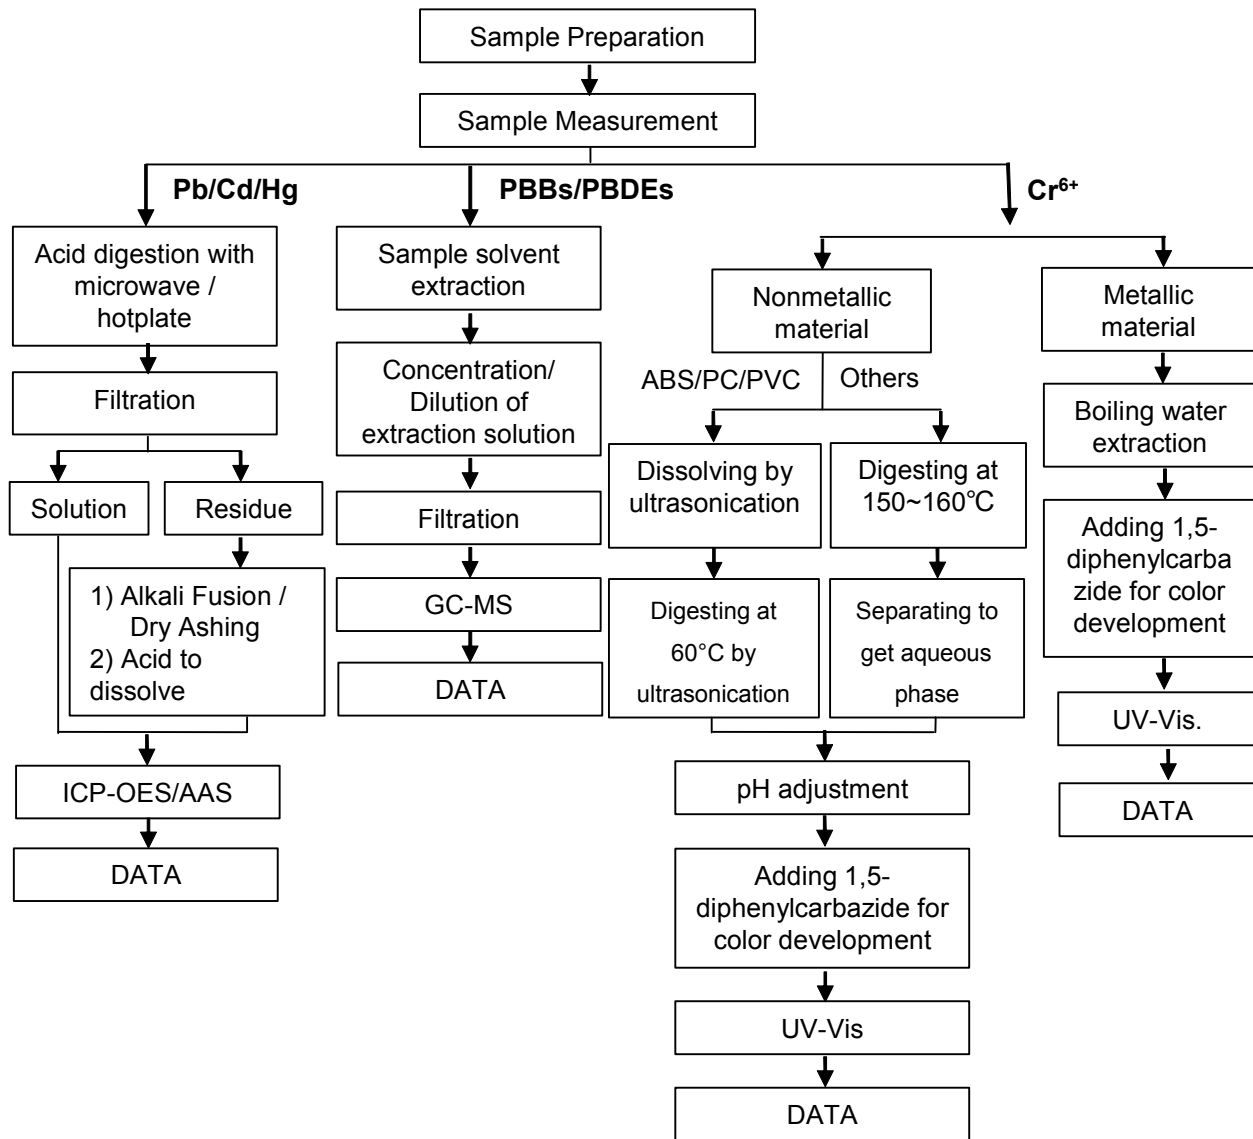 Sample Preparation
Sample Measurement
Pb/Cd/Hg
PBBs/PBDEs
Cr⁶⁺
Acid digestion with
microwave /
hotplate
Filtration
Solution
Residue
1) Alkali Fusion /
Dry Ashing
2) Acid to
dissolve
ICP-OES/AAS
DATA
Sample solvent
extraction
Concentration/
Dilution of
extraction solution
Filtration
GC-MS
DATA
Nonmetallic
material
ABS/PC/PVC
Others
Dissolving by
ultrasonication
Digesting at
60°C by
ultrasonication
Digesting at
150~160℃
Separating to
get aqueous
phase
pH adjustment
Adding 1,5-
diphenylcarbazide for
color development
UV-Vis
DATA
Metallic
material
Boiling water
extraction
Adding 1,5-
diphenylcarba
zide for color
development
UV-Vis.
DATA